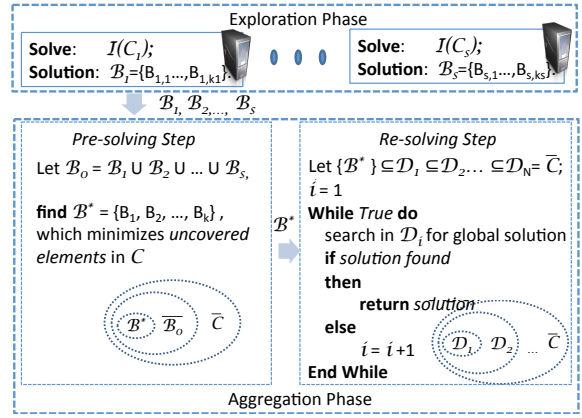 Exploration Phase
Solve: I(C₁);
Solution: B₁={B₁,₁...,B₁,ₖ₁}.
Solve: I(Cₛ);
Solution: Bₛ={Bₛ,₁...,Bₛ,ₖₛ}.
B₁, B₂,..., Bₛ
Pre-solving Step
Let B₀ = B₁ ∪ B₂ ∪ ... ∪ Bₛ,
find B* = {B₁, B₂, ..., Bₖ} ,
which minimizes uncovered
elements in C
B* B̅₀ C̅
B*
Re-solving Step
Let {B* } ⊆ D₁ ⊆ D₂... ⊆ D_N= C̅;
i = 1
While True do
search in Dᵢ for global solution
if solution found
then
return solution
else
i = i +1
End While
D₁ D₂ ... C̅
Aggregation Phase